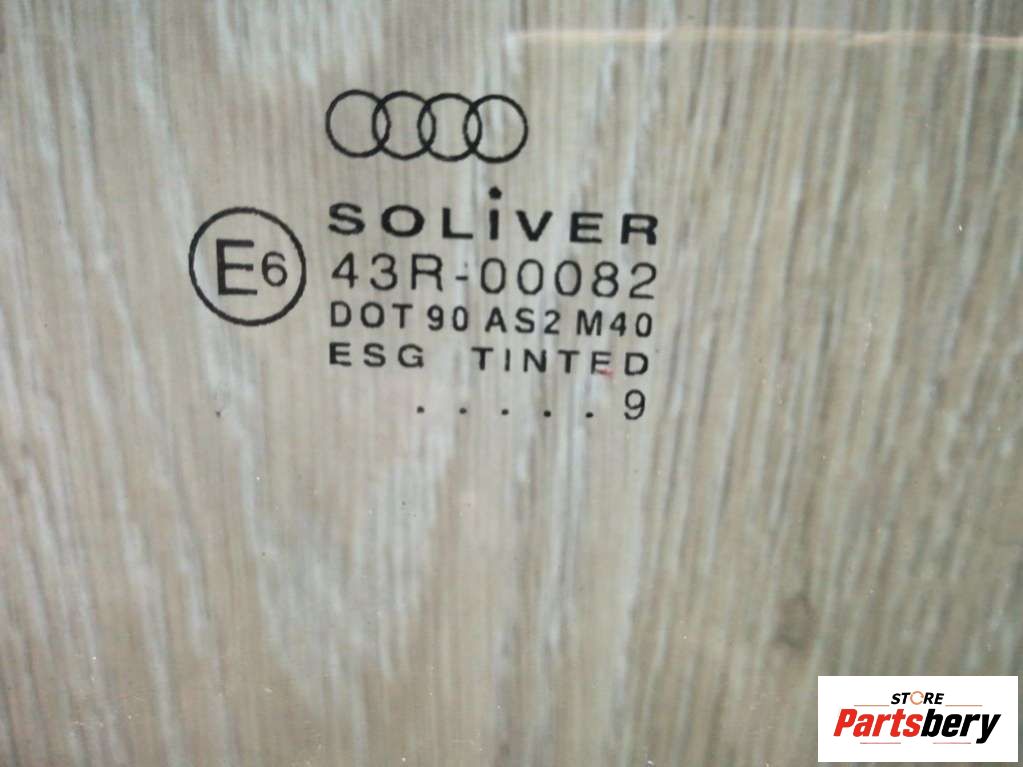 SOLiVER
E6
43R-00082
DOT 90 AS2 M40
ESG TINTED
. . . . . 9
STORE
Partsbery